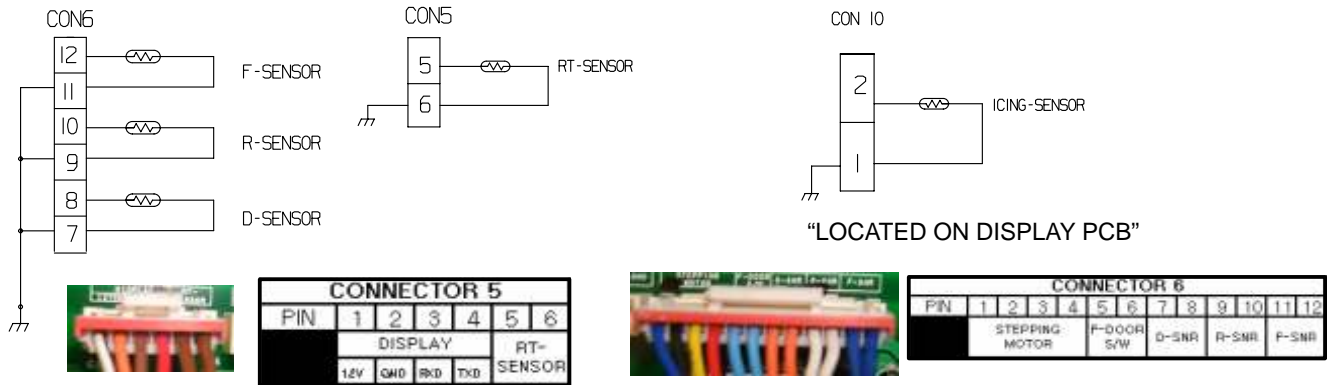 CON6
12
11
10
9
8
7
F-SENSOR
R-SENSOR
D-SENSOR
CON5
5
6
RT-SENSOR
CON 10
2
1
ICING-SENSOR
“LOCATED ON DISPLAY PCB”
CONNECTOR 5
PIN 1 2 3 4 5 6
DISPLAY RT-SENSOR
12V GND RXD TXD
CONNECTOR 6
PIN 1 2 3 4 5 6 7 8 9 10 11 12
STEPPING MOTOR F-DOOR S/W D-SNR R-SNR F-SNR